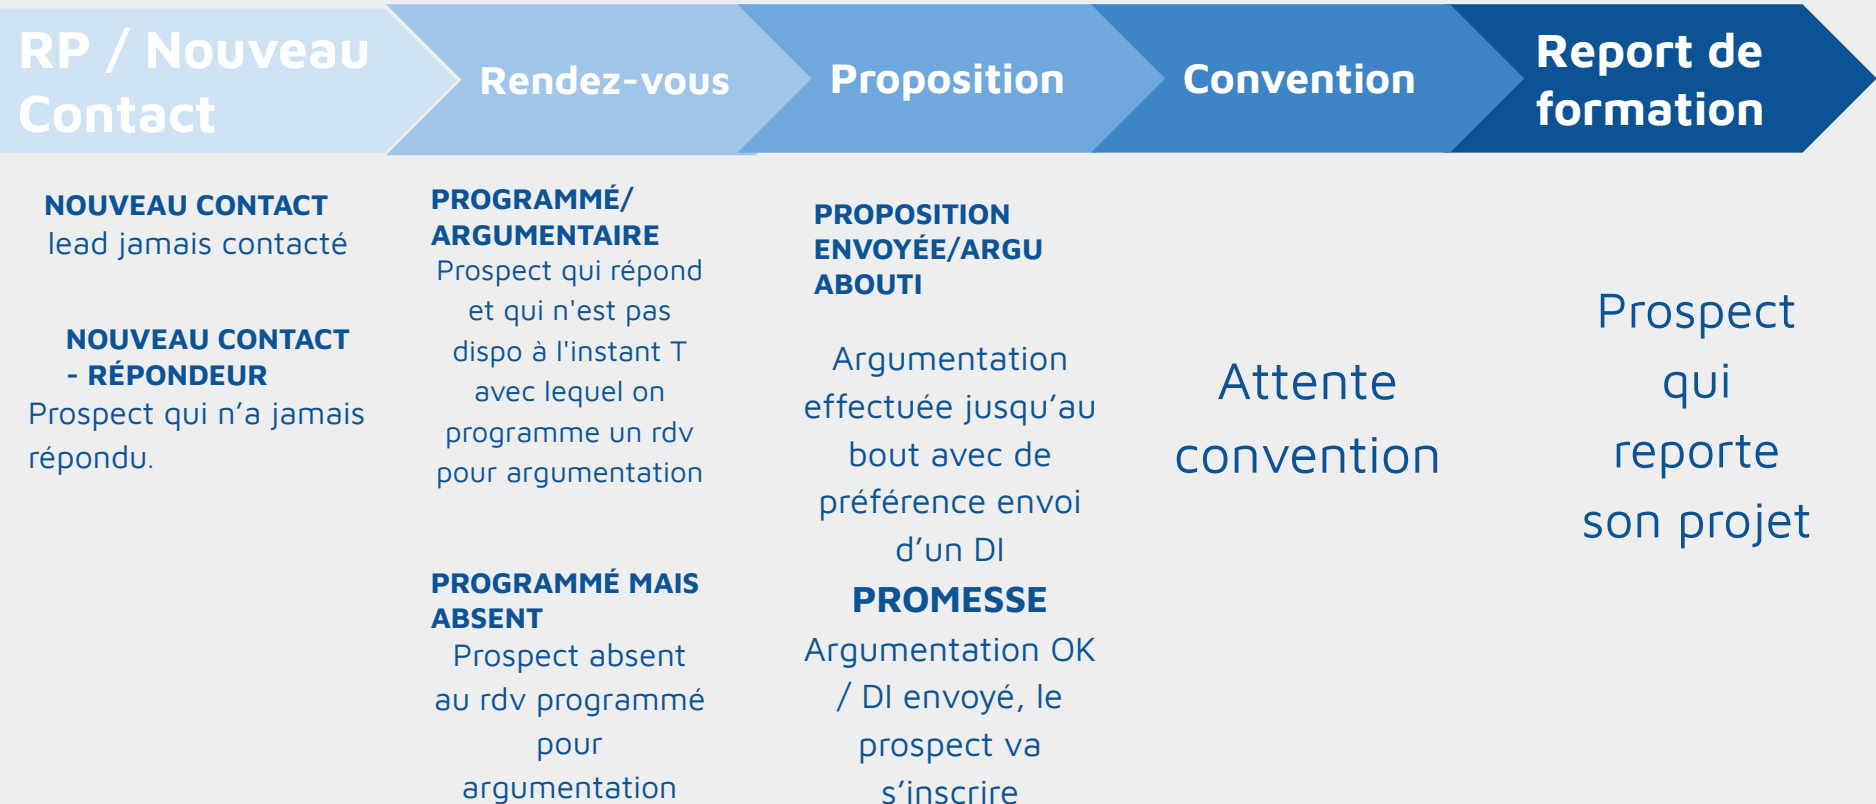 RP / Nouveau
Contact
Rendez-vous
Proposition
Convention
Report de
formation
NOUVEAU CONTACT
lead jamais contacté
NOUVEAU CONTACT
- RÉPONDEUR
Prospect qui n’a jamais
répondu.
PROGRAMMÉ/
ARGUMENTAIRE
Prospect qui répond
et qui n'est pas
dispo à l'instant T
avec lequel on
programme un rdv
pour argumentation
PROGRAMMÉ MAIS
ABSENT
Prospect absent
au rdv programmé
pour
argumentation
PROPOSITION
ENVOYÉE/ARGU
ABOUTI
Argumentation
effectuée jusqu’au
bout avec de
préférence envoi
d’un DI
PROMESSE
Argumentation OK
/ DI envoyé, le
prospect va
s’inscrire
Attente
convention
Prospect
qui
reporte
son projet